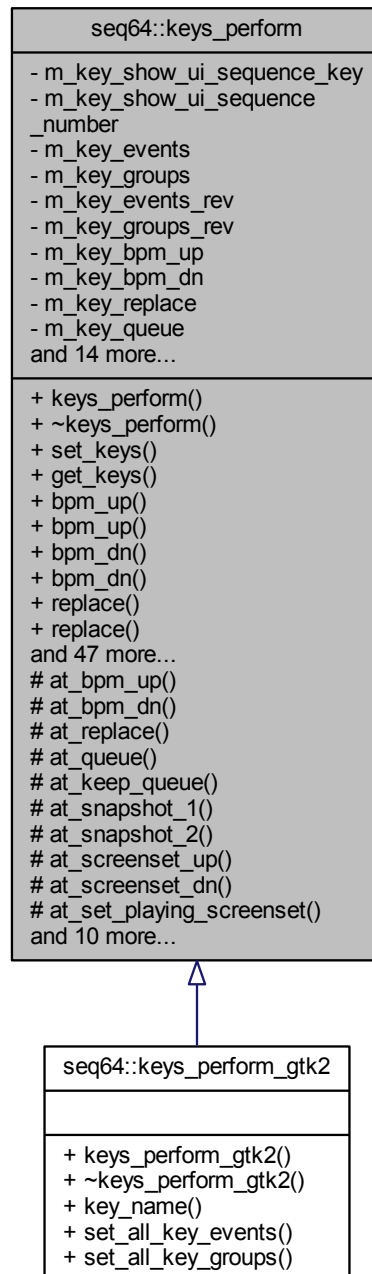 seq64::keys_perform
- m_key_show_ui_sequence_key
- m_key_show_ui_sequence
_number
- m_key_events
- m_key_groups
- m_key_events_rev
- m_key_groups_rev
- m_key_bpm_up
- m_key_bpm_dn
- m_key_replace
- m_key_queue
and 14 more...
+ keys_perform()
+ ~keys_perform()
+ set_keys()
+ get_keys()
+ bpm_up()
+ bpm_up()
+ bpm_dn()
+ bpm_dn()
+ replace()
+ replace()
and 47 more...
# at_bpm_up()
# at_bpm_dn()
# at_replace()
# at_queue()
# at_keep_queue()
# at_snapshot_1()
# at_snapshot_2()
# at_screenset_up()
# at_screenset_dn()
# at_set_playing_screenset()
and 10 more...
seq64::keys_perform_gtk2
+ keys_perform_gtk2()
+ ~keys_perform_gtk2()
+ key_name()
+ set_all_key_events()
+ set_all_key_groups()